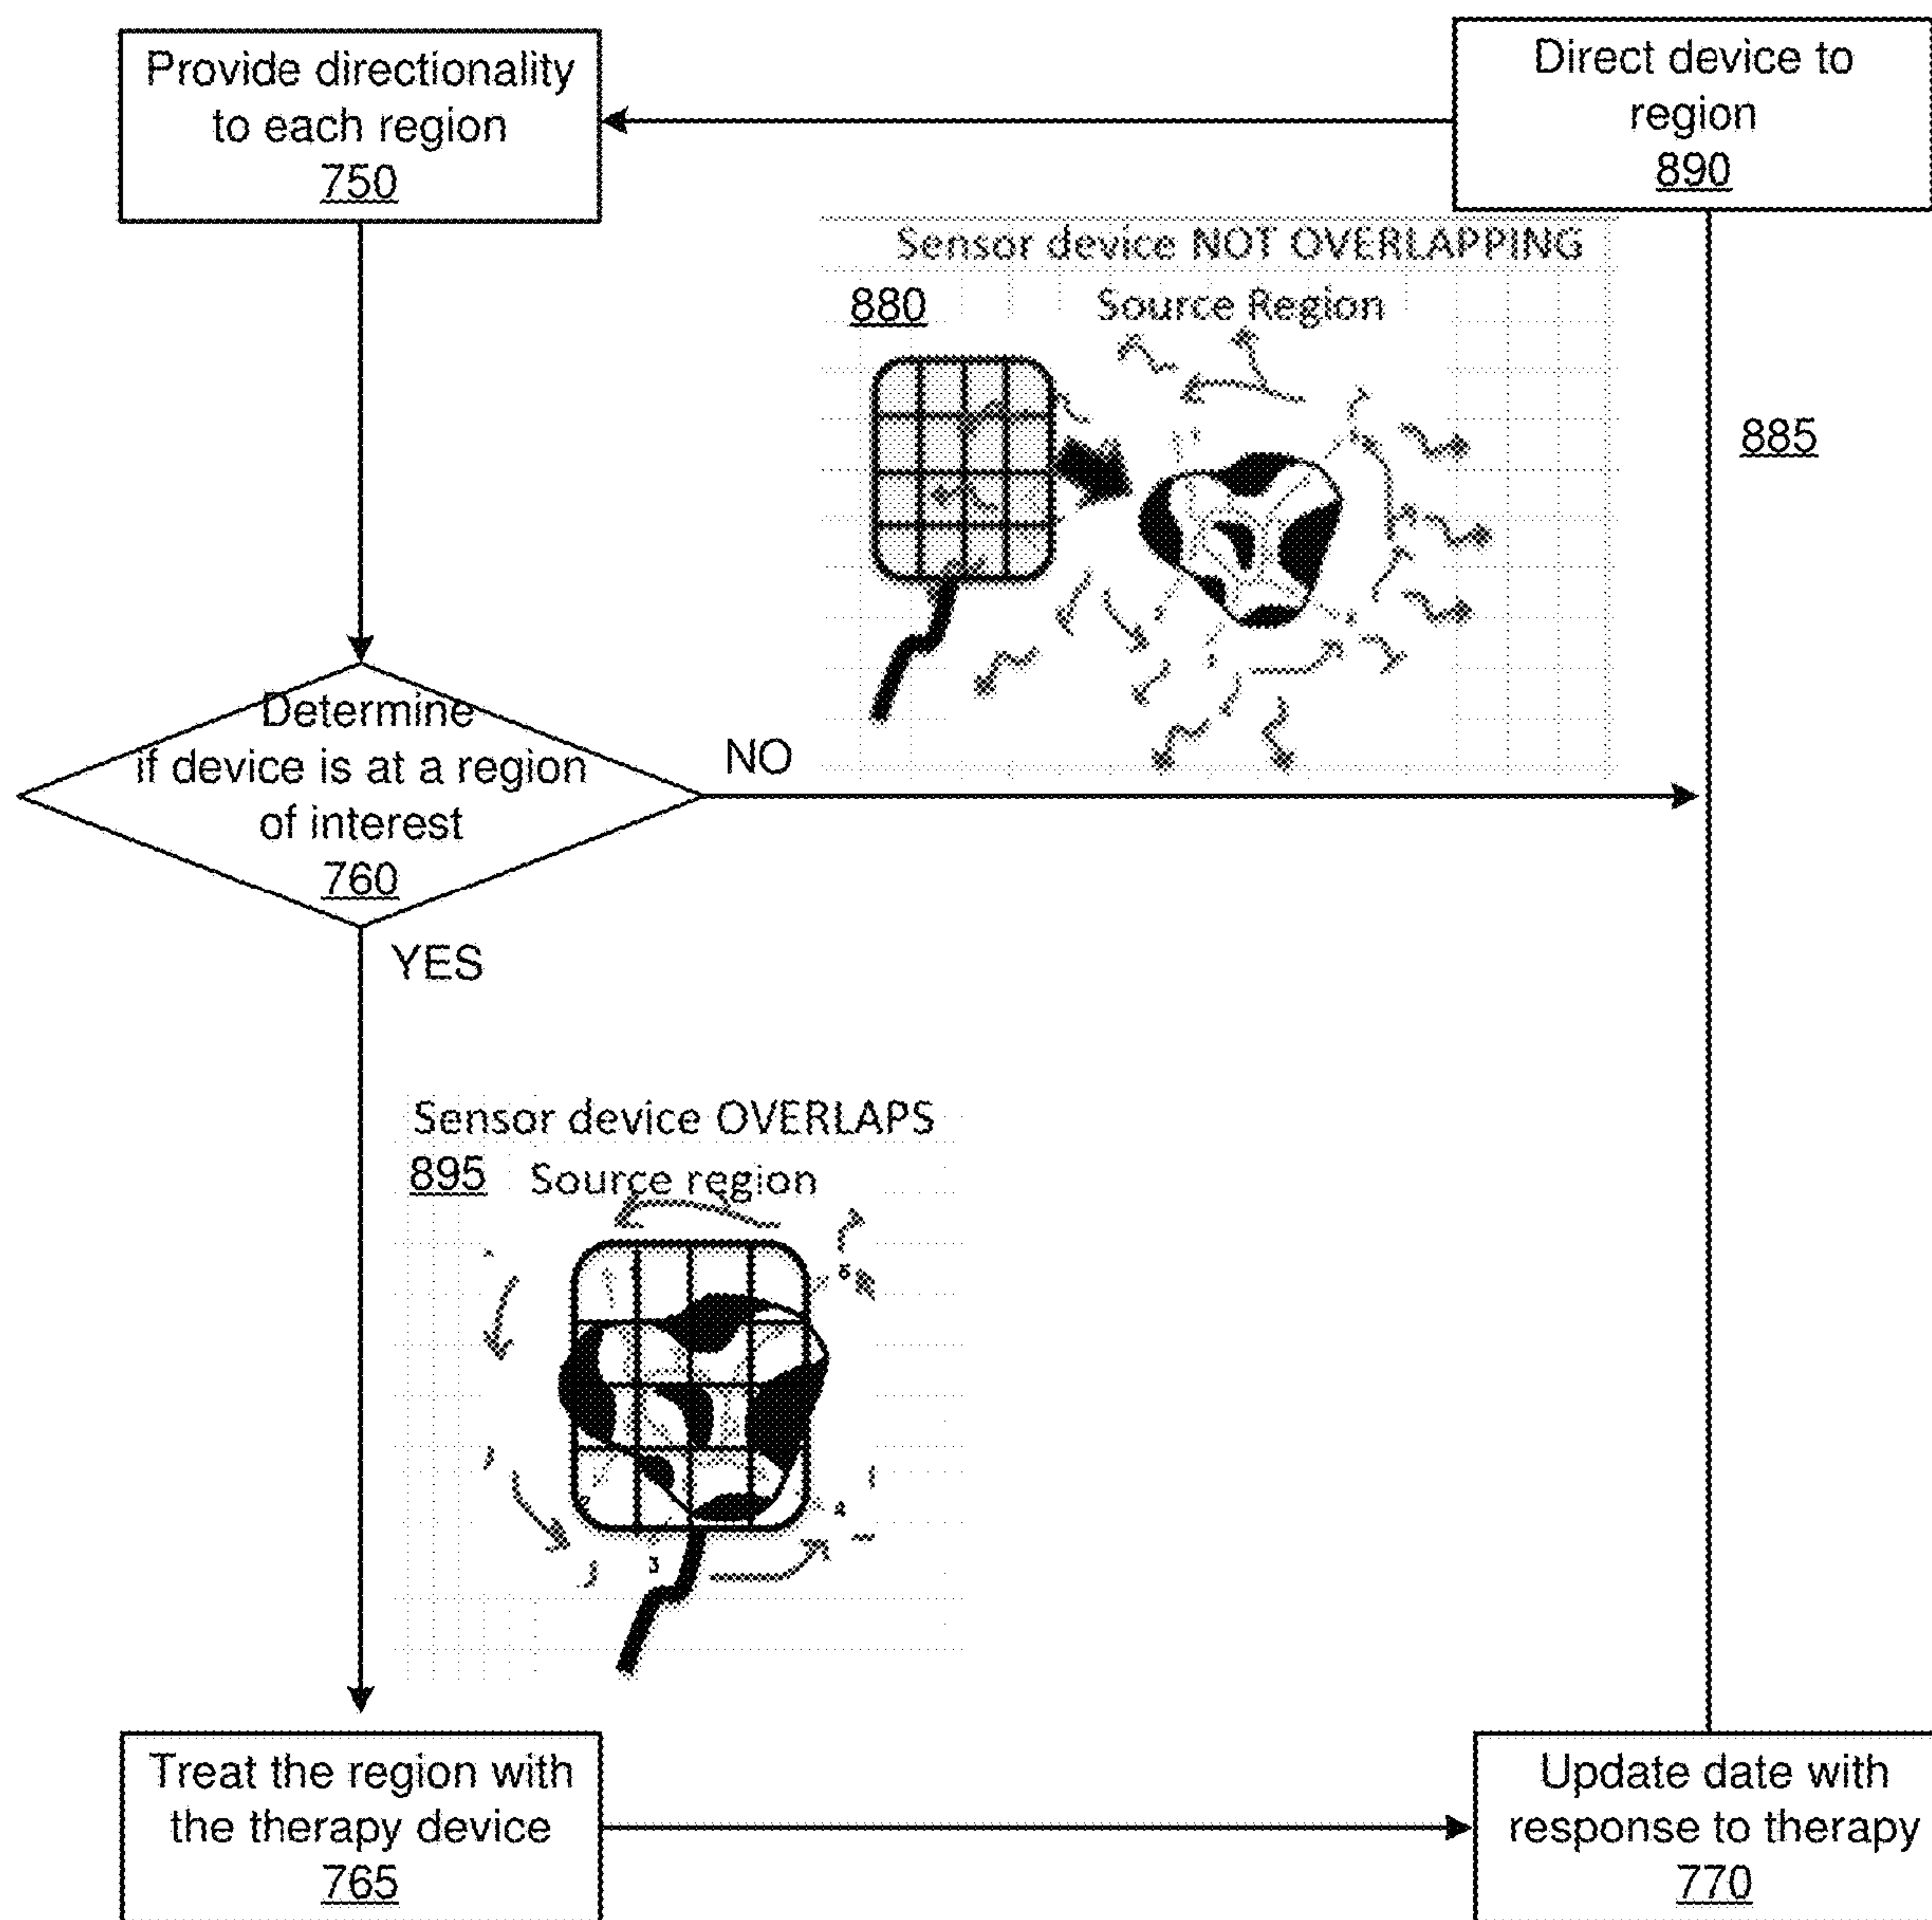 Provide directionality
to each region
750
Direct device to
region
890
Sensor device NOT OVERLAPPING
880
Source Region
885
Determine
if device is at a region
of interest
760
NO
YES
Sensor device OVERLAPS
895
Source region
3
Treat the region with
the therapy device
765
Update date with
response to therapy
770